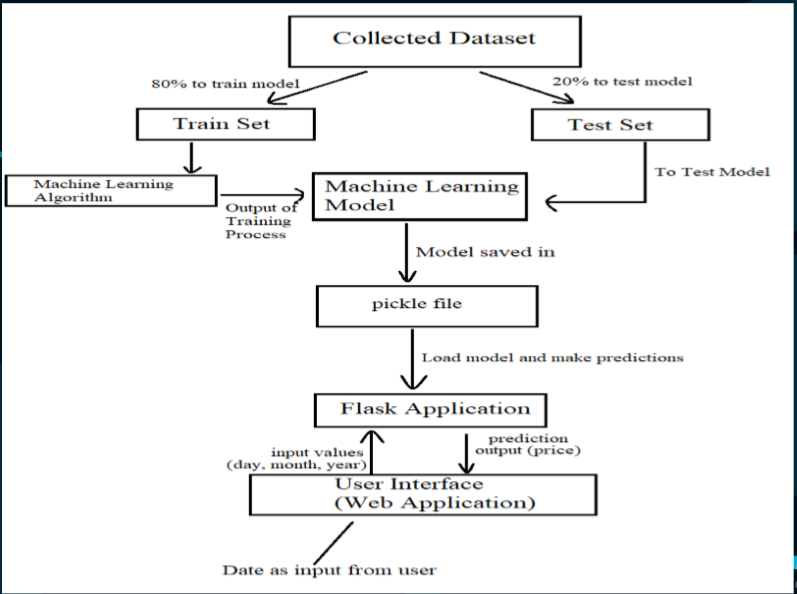 Collected Dataset
80% to train model
20% to test model
Train Set
Test Set
To Test Model
Machine Learning
Algorithm
Output of
Training
Process
Machine Learning
Model
Model saved in
pickle file
Load model and make predictions
Flask Application
input values
(day, month, year)
prediction
output (price)
User Interface
(Web Application)
Date as input from user